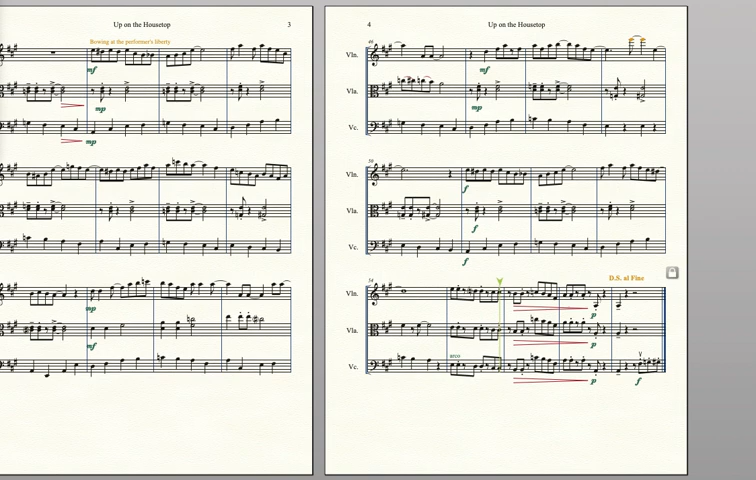 Up on the Housetop
3
Bowing at the performer's liberty
mf
mp
mp
mp
mf
4
Up on the Housetop
46
Vln.
mf
Vla.
mp
Vc.
50
Vln.
f
Vla.
f
Vc.
f
54
D.S. al Fine
Vln.
p
Vla.
p
arco
Vc.
p
f